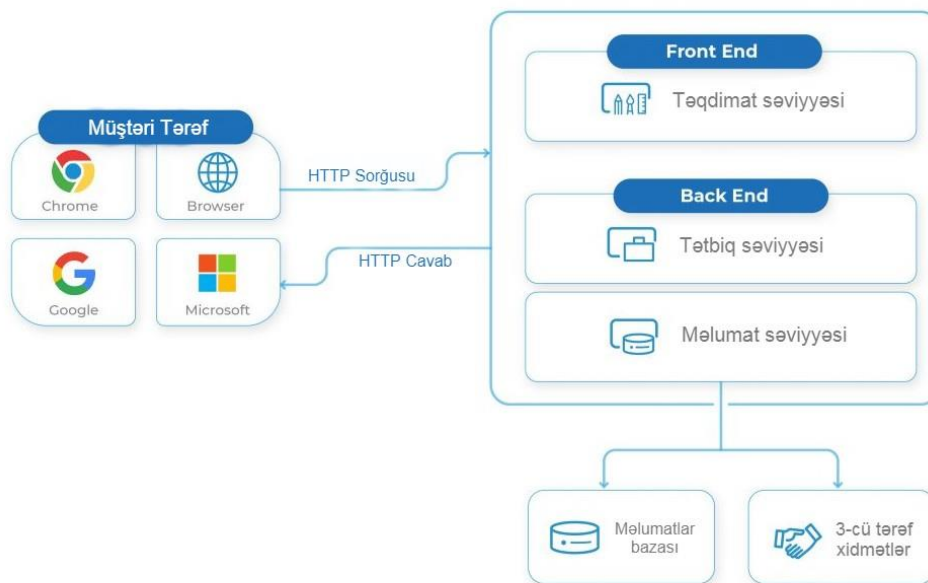 Müştəri Tərəf
Chrome
Browser
Google
Microsoft
HTTP Sorğusu
HTTP Cavab
Front End
Təqdimat səviyyəsi
Back End
Tətbiq səviyyəsi
Məlumat səviyyəsi
Məlumatlar
bazası
3-cü tərəf
xidmətlər